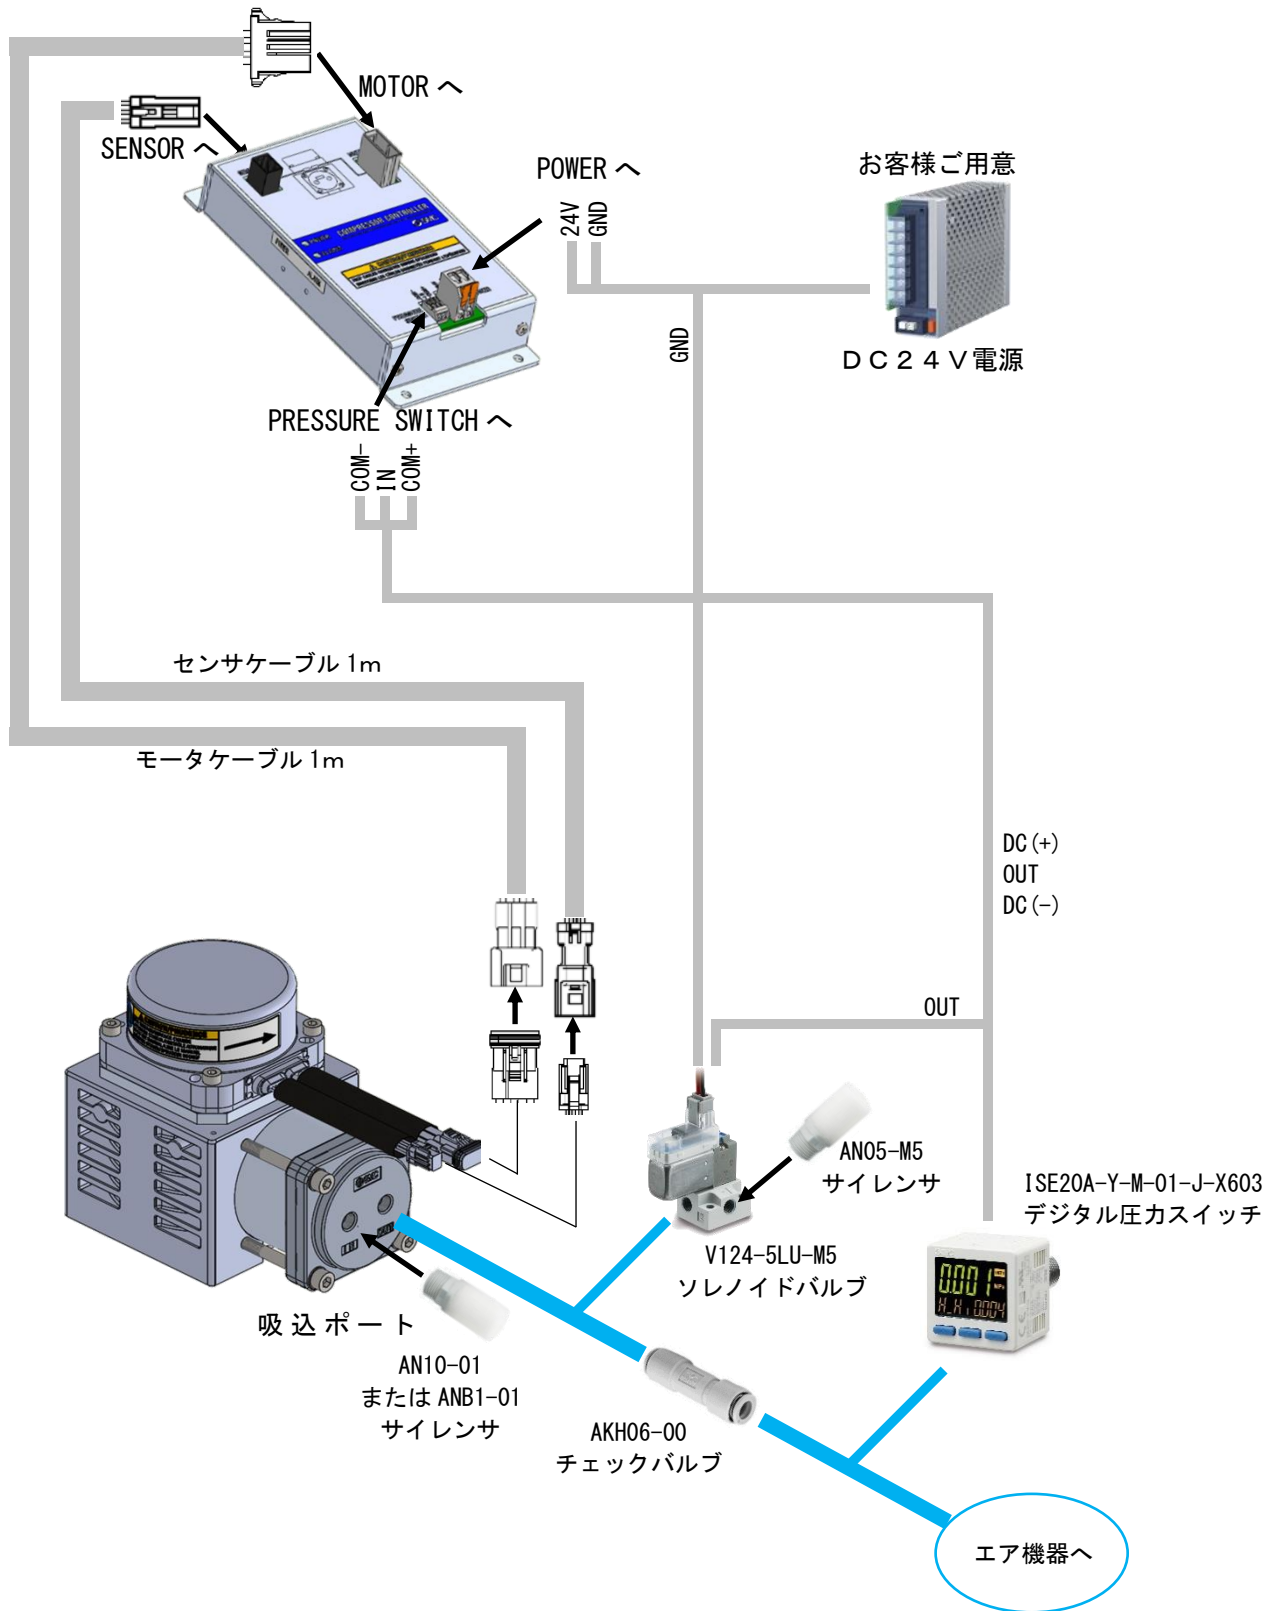 MOTOR へ
SENSOR へ
POWER へ
お客様ご用意
24V
GND
COMPRESSOR CONTROLLER
GND
DC24V電源
PRESSURE SWITCH へ
COM-
IN
COM+
センサケーブル 1m
モータケーブル 1m
DC(+)
OUT
DC(-)
OUT
AN05-M5
サイレンサ
ISE20A-Y-M-01-J-X603
デジタル圧力スイッチ
V124-5LU-M5
ソレノイドバルブ
0.001
吸込ポート
AN10-01
または ANB1-01
サイレンサ
AKH06-00
チェックバルブ
エア機器へ